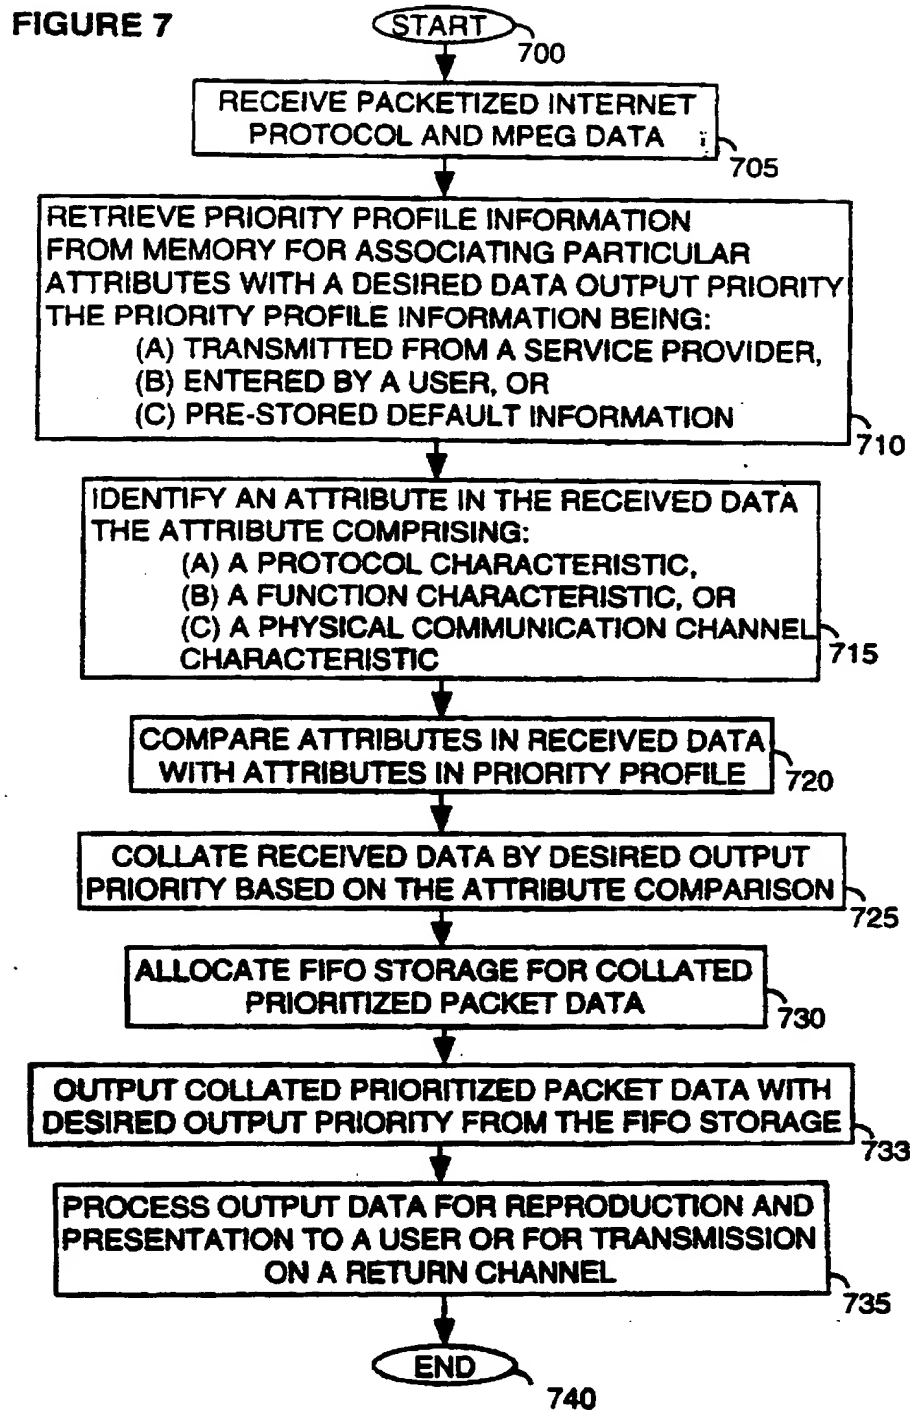 FIGURE 7
START
700
RECEIVE PACKETIZED INTERNET
PROTOCOL AND MPEG DATA
705
RETRIEVE PRIORITY PROFILE INFORMATION
FROM MEMORY FOR ASSOCIATING PARTICULAR
ATTRIBUTES WITH A DESIRED DATA OUTPUT PRIORITY
THE PRIORITY PROFILE INFORMATION BEING:
(A) TRANSMITTED FROM A SERVICE PROVIDER,
(B) ENTERED BY A USER, OR
(C) PRE-STORED DEFAULT INFORMATION
710
IDENTIFY AN ATTRIBUTE IN THE RECEIVED DATA
THE ATTRIBUTE COMPRISING:
(A) A PROTOCOL CHARACTERISTIC,
(B) A FUNCTION CHARACTERISTIC, OR
(C) A PHYSICAL COMMUNICATION CHANNEL
CHARACTERISTIC
715
COMPARE ATTRIBUTES IN RECEIVED DATA
WITH ATTRIBUTES IN PRIORITY PROFILE
720
COLLATE RECEIVED DATA BY DESIRED OUTPUT
PRIORITY BASED ON THE ATTRIBUTE COMPARISON
725
ALLOCATE FIFO STORAGE FOR COLLATED
PRIORITIZED PACKET DATA
730
OUTPUT COLLATED PRIORITIZED PACKET DATA WITH
DESIRED OUTPUT PRIORITY FROM THE FIFO STORAGE
733
PROCESS OUTPUT DATA FOR REPRODUCTION AND
PRESENTATION TO A USER OR FOR TRANSMISSION
ON A RETURN CHANNEL
735
END
740